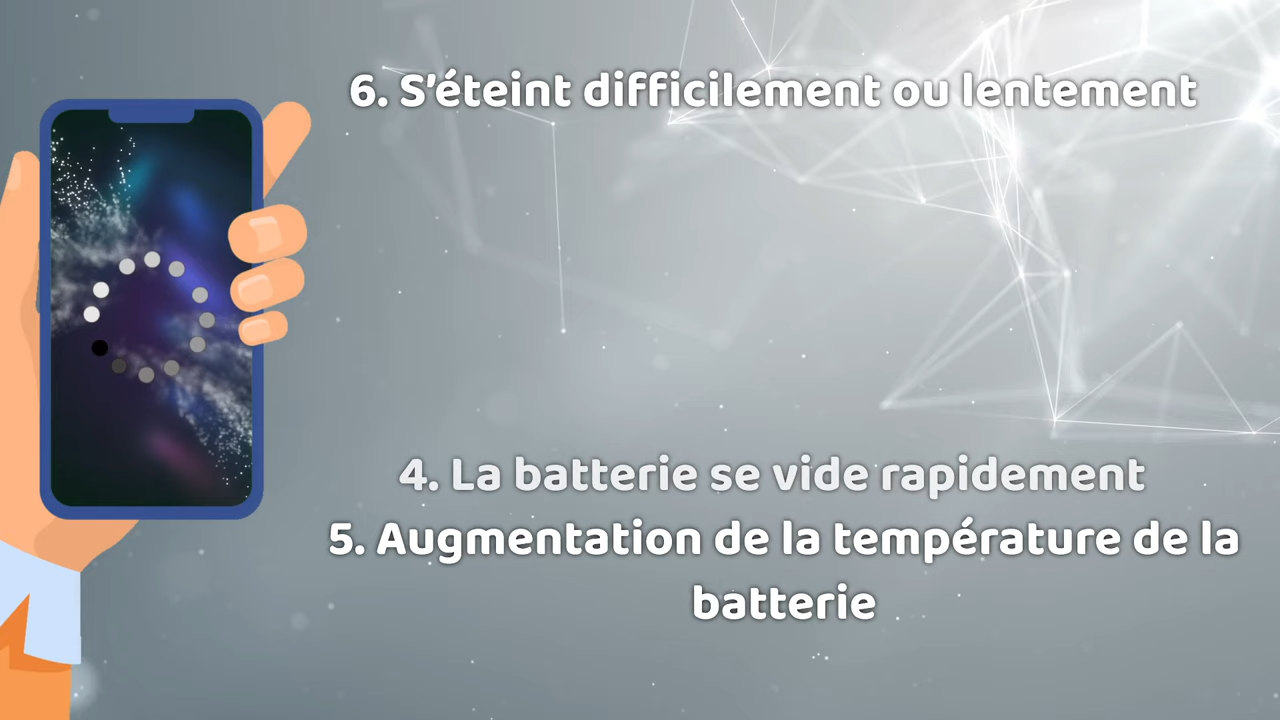 6. S’éteint difficilement ou lentement
4. La batterie se vide rapidement
5. Augmentation de la température de la
batterie